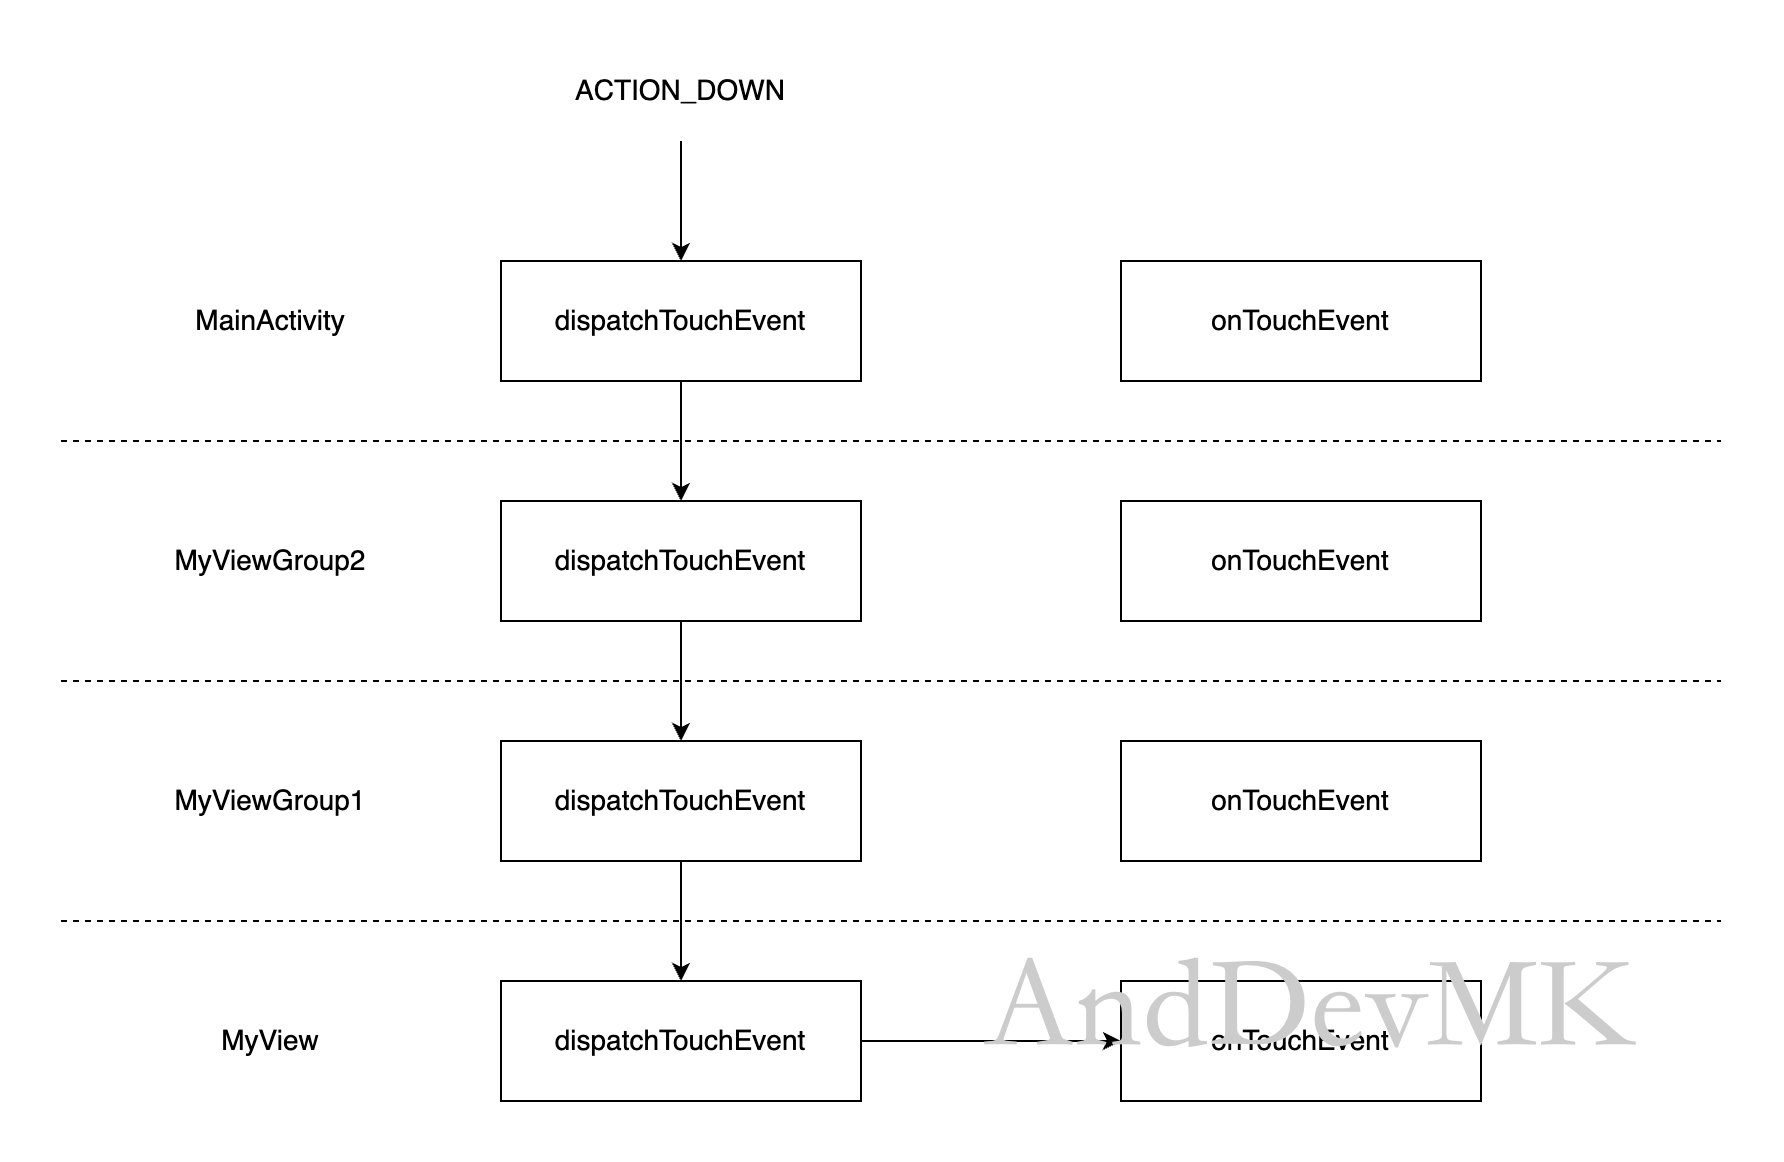 ACTION_DOWN
MainActivity
dispatchTouchEvent
onTouchEvent
MyViewGroup2
dispatchTouchEvent
onTouchEvent
MyViewGroup1
dispatchTouchEvent
onTouchEvent
MyView
dispatchTouchEvent
onTouchEvent
AndDevMK